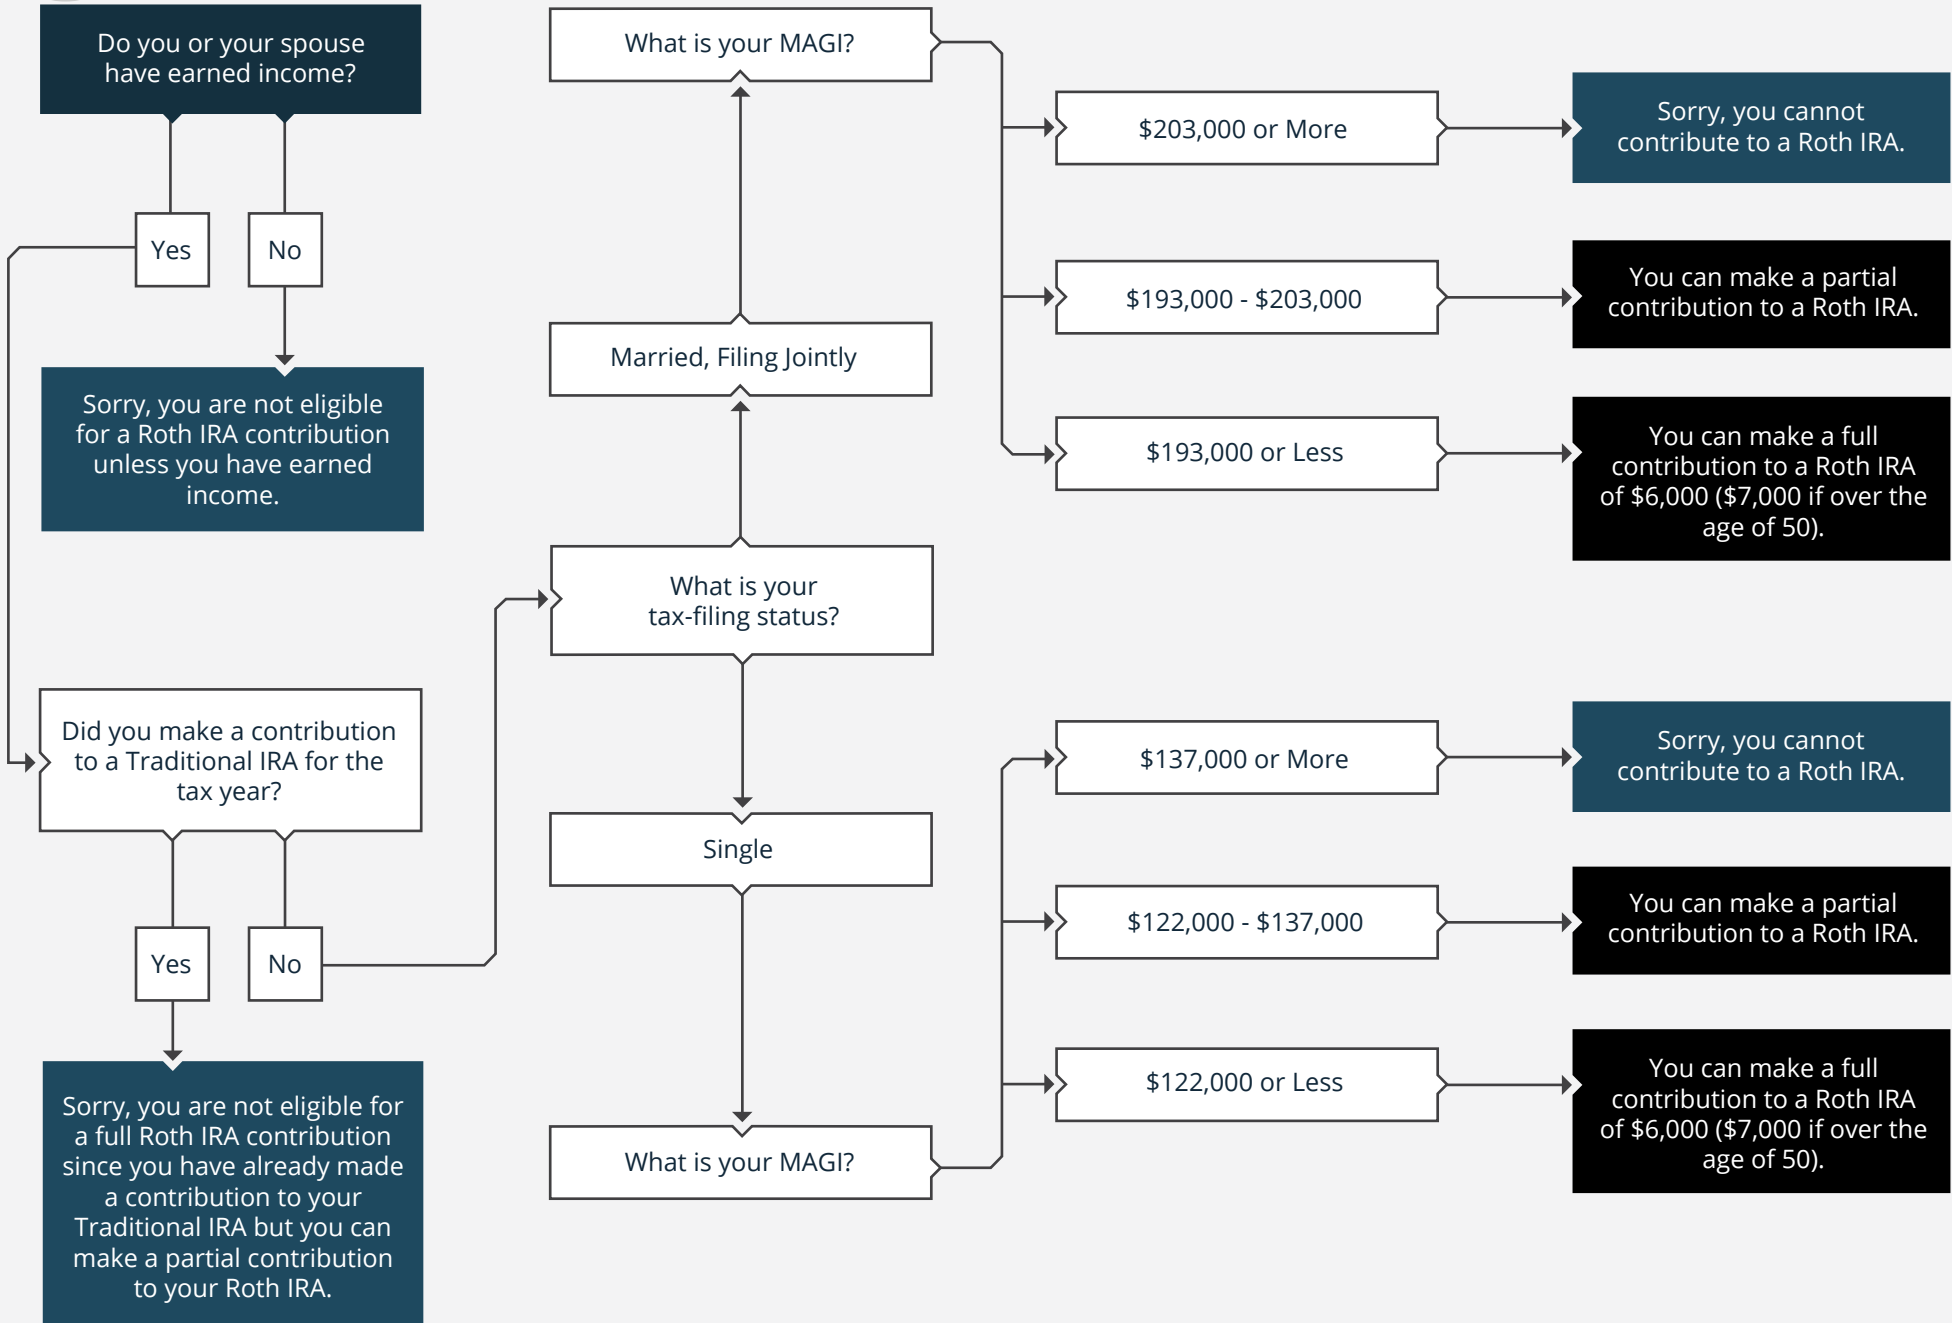 Do you or your spouse
have earned income?
Yes
No
Sorry, you are not eligible
for a Roth IRA contribution
unless you have earned
income.
Did you make a contribution
to a Traditional IRA for the
tax year?
Yes
No
Sorry, you are not eligible for
a full Roth IRA contribution
since you have already made
a contribution to your
Traditional IRA but you can
make a partial contribution
to your Roth IRA.
What is your MAGI?
Married, Filing Jointly
What is your
tax-filing status?
Single
What is your MAGI?
$203,000 or More
Sorry, you cannot
contribute to a Roth IRA.
$193,000 - $203,000
You can make a partial
contribution to a Roth IRA.
$193,000 or Less
You can make a full
contribution to a Roth IRA
of $6,000 ($7,000 if over the
age of 50).
$137,000 or More
Sorry, you cannot
contribute to a Roth IRA.
$122,000 - $137,000
You can make a partial
contribution to a Roth IRA.
$122,000 or Less
You can make a full
contribution to a Roth IRA
of $6,000 ($7,000 if over the
age of 50).